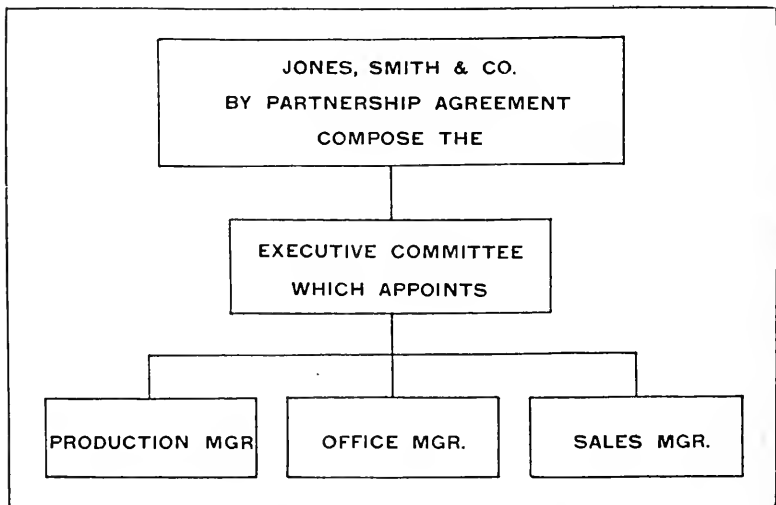 JONES, SMITH & CO.
BY PARTNERSHIP AGREEMENT
COMPOSE THE
EXECUTIVE COMMITTEE
WHICH APPOINTS
PRODUCTION MGR
OFFICE MGR.
SALES MGR.